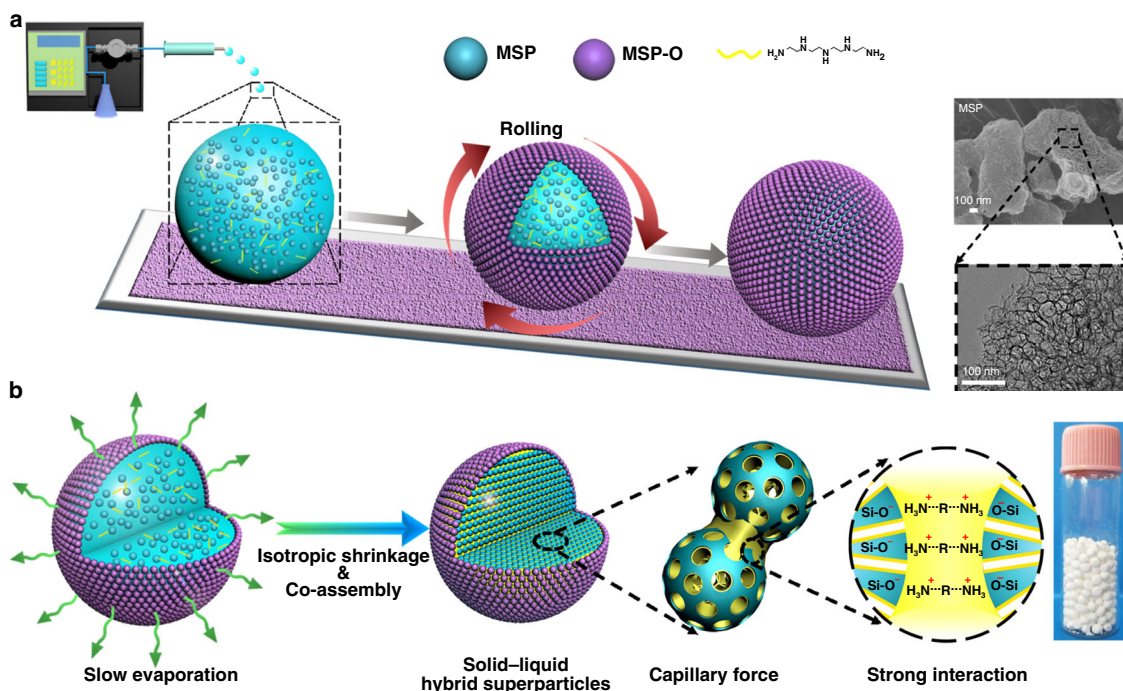 a
MSP
MSP-O
H₂N
H
N
N
H
H
N
NH₂
Rolling
MSP
100 nm
100 nm
b
Isotropic shrinkage
&
Co-assembly
Slow evaporation
Solid–liquid
hybrid superparticles
Capillary force
Strong interaction
Si-O⁻ H₃N⁺···R···NH₃⁺ ⁻O-Si
Si-O⁻ H₃N⁺···R···NH₃⁺ ⁻O-Si
Si-O⁻ H₃N⁺···R···NH₃⁺ ⁻O-Si